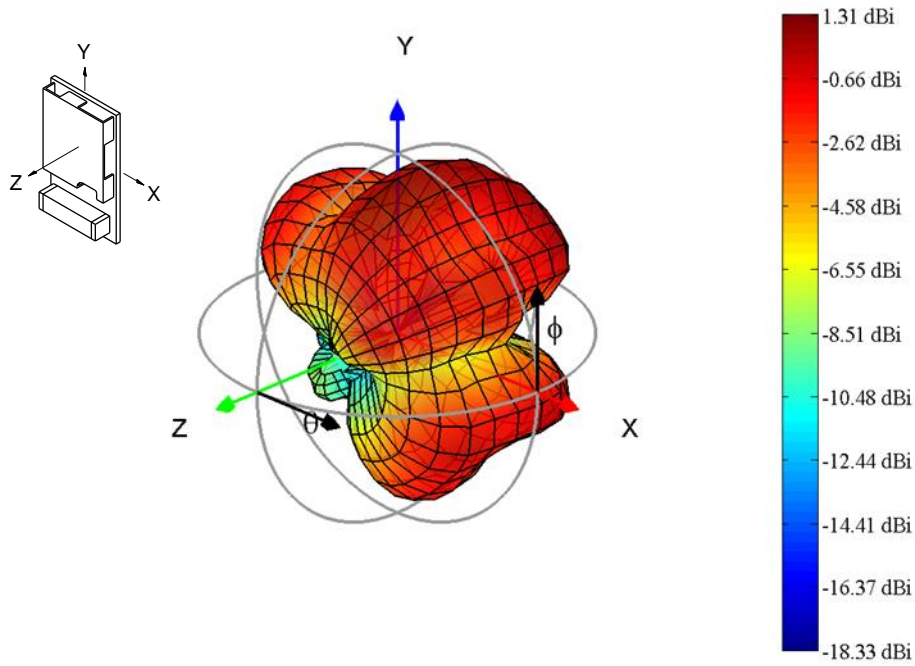 Y
Z
X
Y
Z
X
θ
ϕ
1.31 dBi
-0.66 dBi
-2.62 dBi
-4.58 dBi
-6.55 dBi
-8.51 dBi
-10.48 dBi
-12.44 dBi
-14.41 dBi
-16.37 dBi
-18.33 dBi